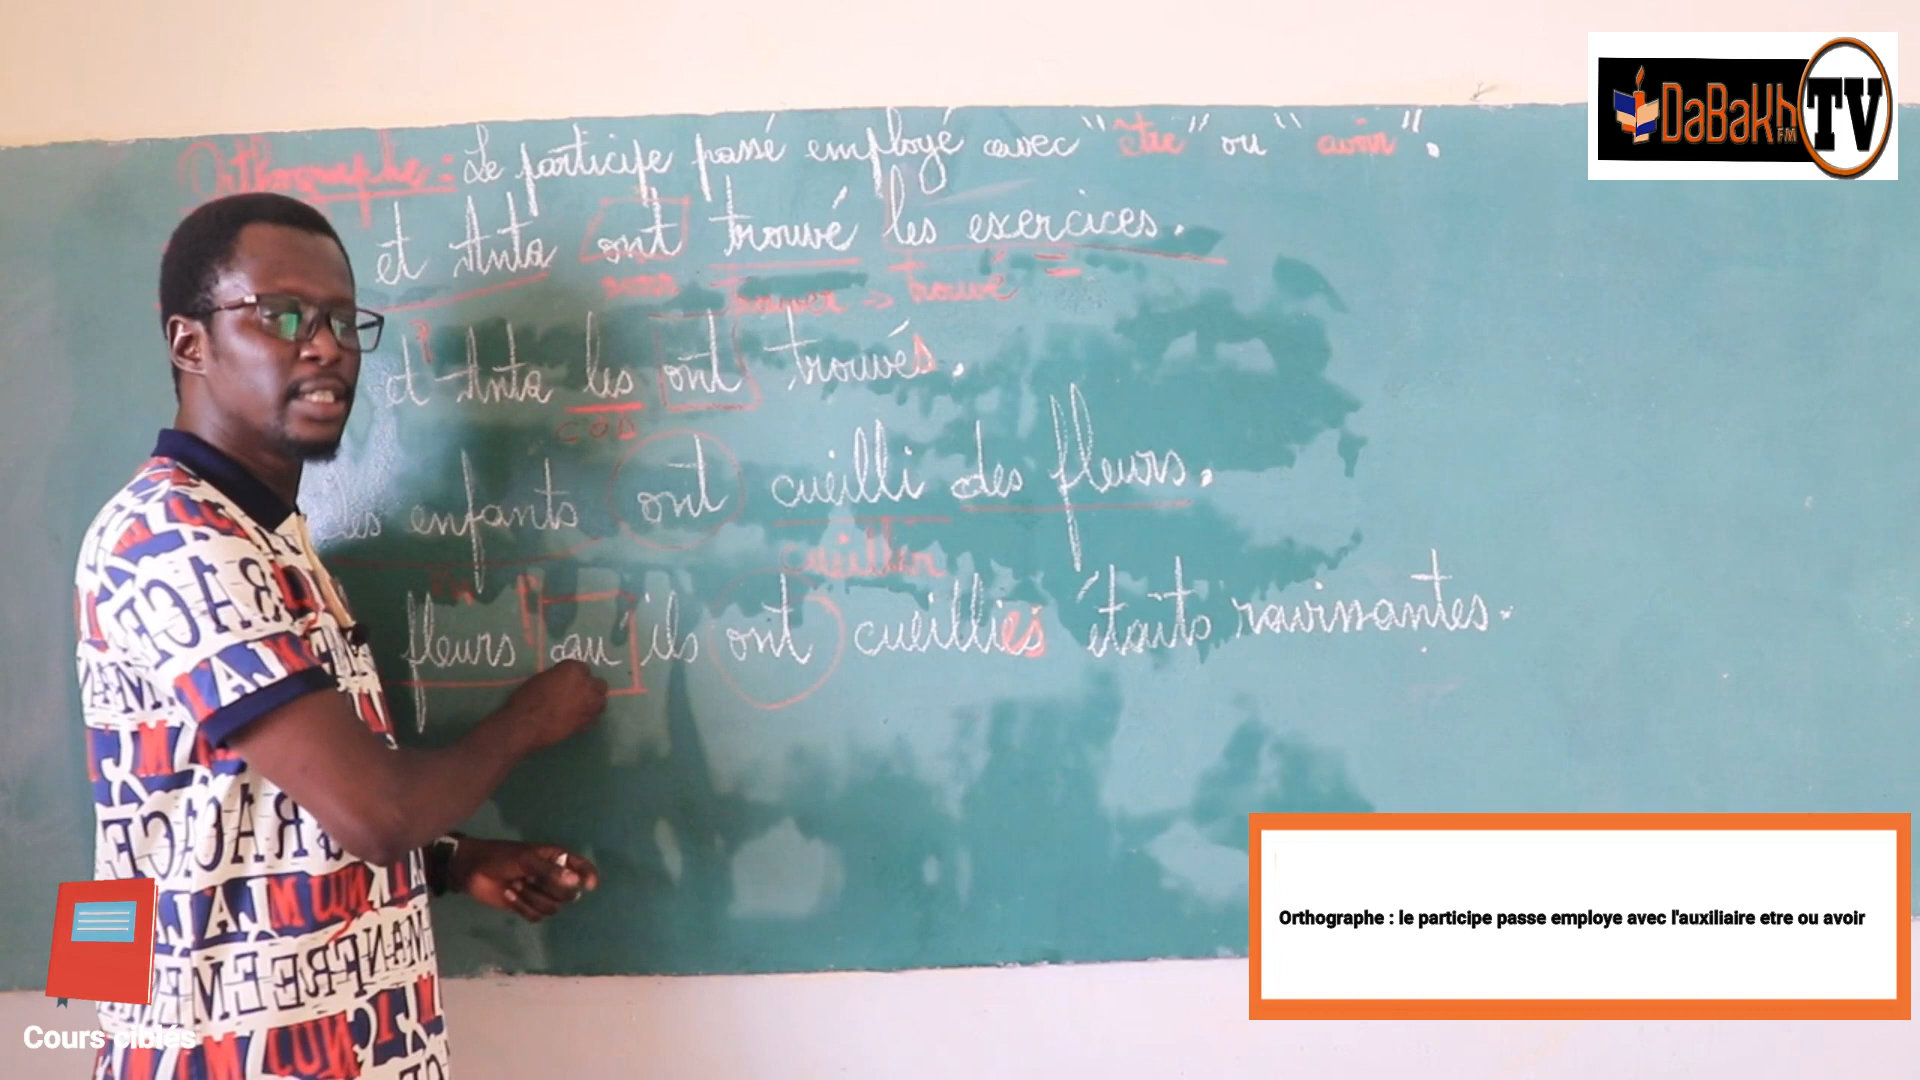 Orthographe : Le participe passé employé avec "être" ou "avoir".
et Anta ont trouvé les exercices.
trouver -> trouvé
et Anta les ont trouvés.
COD
les enfants ont cueilli des fleurs.
cueillir
fleurs qu'ils ont cueillies étaits ravissantes.
DaBaKh FM TV
Orthographe : le participe passe employe avec l'auxiliaire etre ou avoir
Cours ciblés